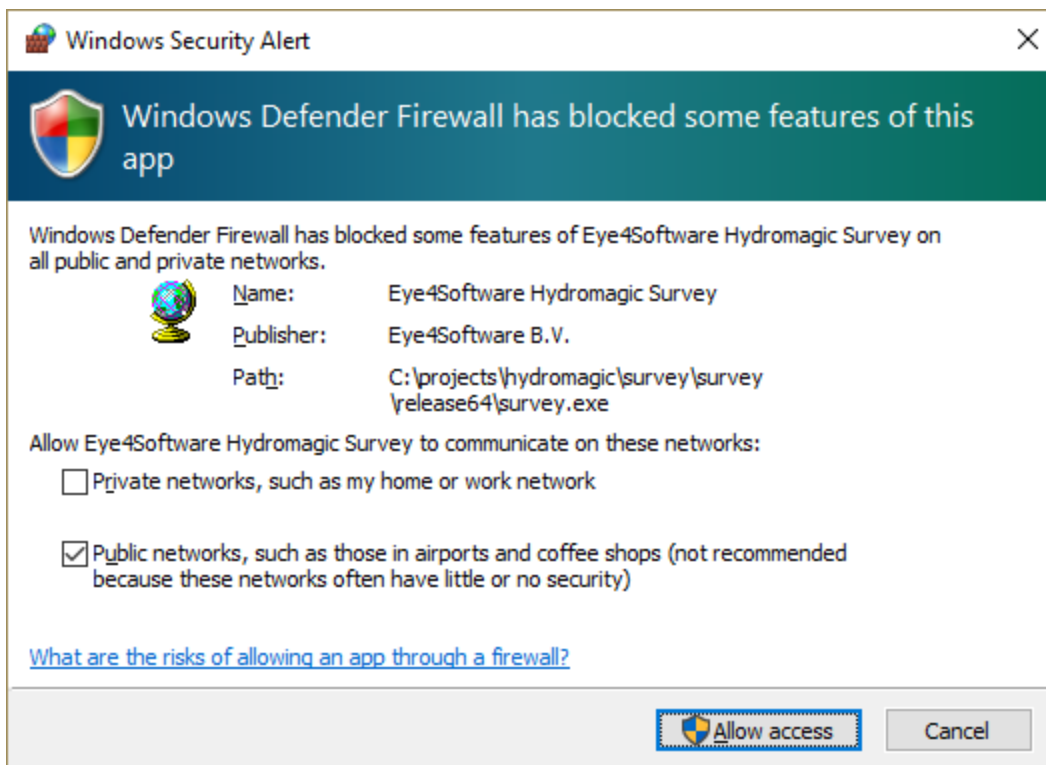 Windows Security Alert
Windows Defender Firewall has blocked some features of this
app
Windows Defender Firewall has blocked some features of Eye4Software Hydromagic Survey on
all public and private networks.
Name: Eye4Software Hydromagic Survey
Publisher: Eye4Software B.V.
Path: C:\projects\hydromagic\survey\survey
\release64\survey.exe
Allow Eye4Software Hydromagic Survey to communicate on these networks:
Private networks, such as my home or work network
Public networks, such as those in airports and coffee shops (not recommended
because these networks often have little or no security)
What are the risks of allowing an app through a firewall?
Allow access Cancel